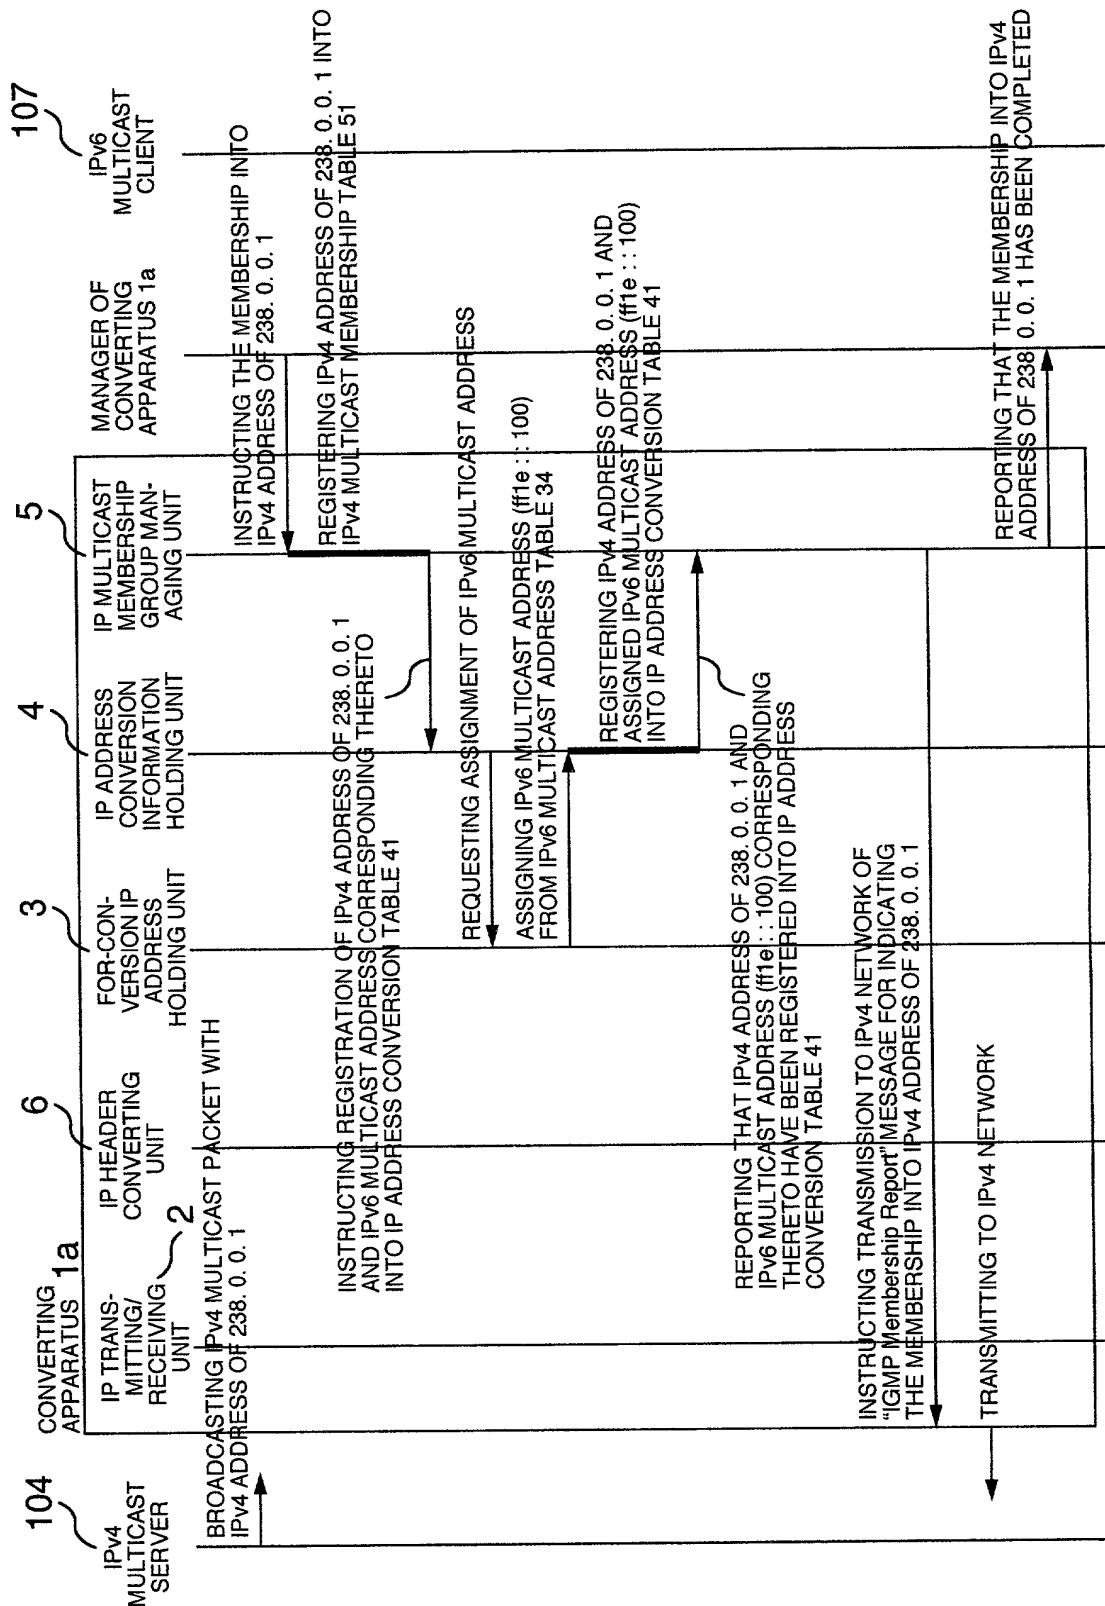 104
IPv4
MULTICAST
SERVER
CONVERTING
APPARATUS 1a
IP TRANS-
MITTING/
RECEIVING
UNIT
2
6
IP HEADER
CONVERTING
UNIT
3
FOR-CON-
VERSION IP
ADDRESS
HOLDING UNIT
4
IP ADDRESS
CONVERSION
INFORMATION
HOLDING UNIT
5
IP MULTICAST
MEMBERSHIP
GROUP MAN-
AGING UNIT
MANAGER OF
CONVERTING
APPARATUS 1a
107
IPv6
MULTICAST
CLIENT
BROADCASTING IPv4 MULTICAST PACKET WITH
IPv4 ADDRESS OF 238. 0. 0. 1
INSTRUCTING THE MEMBERSHIP INTO
IPv4 ADDRESS OF 238. 0. 0. 1
REGISTERING IPv4 ADDRESS OF 238. 0. 0. 1 INTO
IPv4 MULTICAST MEMBERSHIP TABLE 51
INSTRUCTING REGISTRATION OF IPv4 ADDRESS OF 238. 0. 0. 1
AND IPv6 MULTICAST ADDRESS CORRESPONDING THERETO
INTO IP ADDRESS CONVERSION TABLE 41
REQUESTING ASSIGNMENT OF IPv6 MULTICAST ADDRESS
ASSIGNING IPv6 MULTICAST ADDRESS (ff1e : : : 100)
FROM IPv6 MULTICAST ADDRESS TABLE 34
REGISTERING IPv4 ADDRESS OF 238. 0. 0. 1 AND
ASSIGNED IPv6 MULTICAST ADDRESS (ff1e : : : 100)
INTO IP ADDRESS CONVERSION TABLE 41
REPORTING THAT IPv4 ADDRESS OF 238. 0. 0. 1 AND
IPv6 MULTICAST ADDRESS (ff1e : : : 100) CORRESPONDING
THERETO HAVE BEEN REGISTERED INTO IP ADDRESS
CONVERSION TABLE 41
INSTRUCTING TRANSMISSION TO IPv4 NETWORK OF
"IGMP Membership Report" MESSAGE FOR INDICATING
THE MEMBERSHIP INTO IPv4 ADDRESS OF 238. 0. 0. 1
TRANSMITTING TO IPv4 NETWORK
REPORTING THAT THE MEMBERSHIP INTO IPv4
ADDRESS OF 238. 0. 0. 1 HAS BEEN COMPLETED